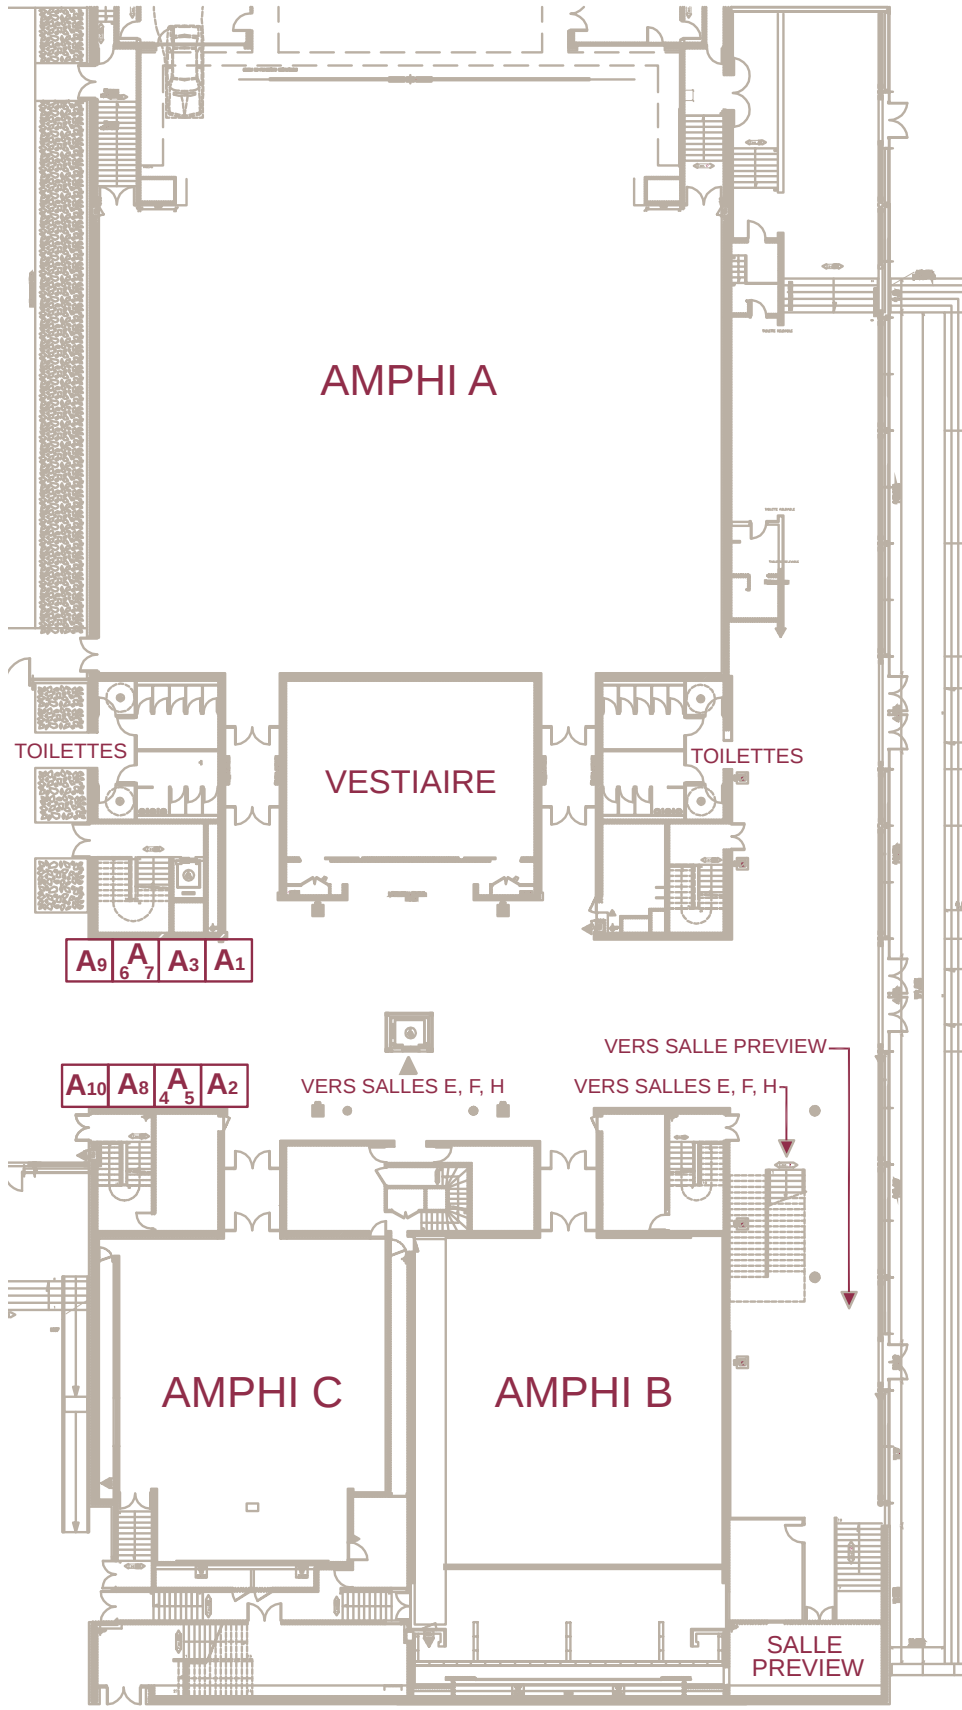 AMPHI A
TOILETTES
VESTIAIRE
TOILETTES
A9 A 6 7 A3 A1
VERS SALLE PREVIEW
A10 A8 A 4 5 A2
VERS SALLES E, F, H
VERS SALLES E, F, H
AMPHI C
AMPHI B
SALLE
PREVIEW